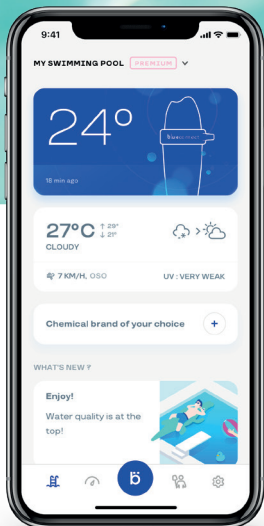 9:41
MY SWIMMING POOL PREMIUM
24°
blueconnect
16 min ago
27°C ↑ 29° ↓ 21°
CLOUDY
7 KM/H, OSO UV : VERY WEAK
Chemical brand of your choice +
WHAT'S NEW ?
Enjoy!
Water quality is at the
top!
b